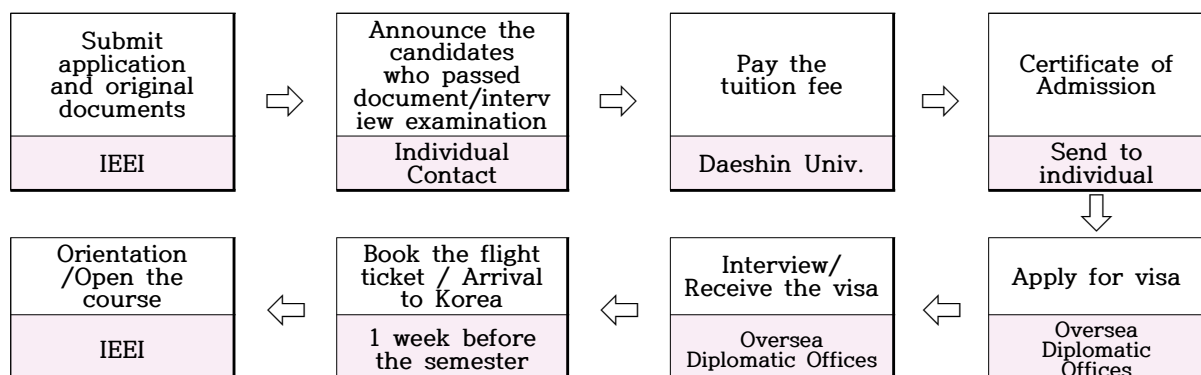 Submit
application
and original
documents
IEEI
Announce the
candidates
who passed
document/interv
iew examination
Individual
Contact
Pay the
tuition fee
Daeshin Univ.
Certificate of
Admission
Send to
individual
Apply for visa
Oversea
Diplomatic
Offices
Interview/
Receive the visa
Oversea
Diplomatic Offices
Book the flight
ticket / Arrival
to Korea
1 week before
the semester
Orientation
/Open the
course
IEEI